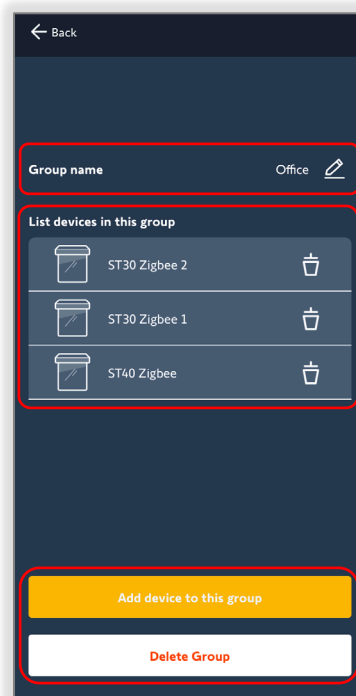 Back
Group name Office
List devices in this group
ST30 Zigbee 2
ST30 Zigbee 1
ST40 Zigbee
Add device to this group
Delete Group